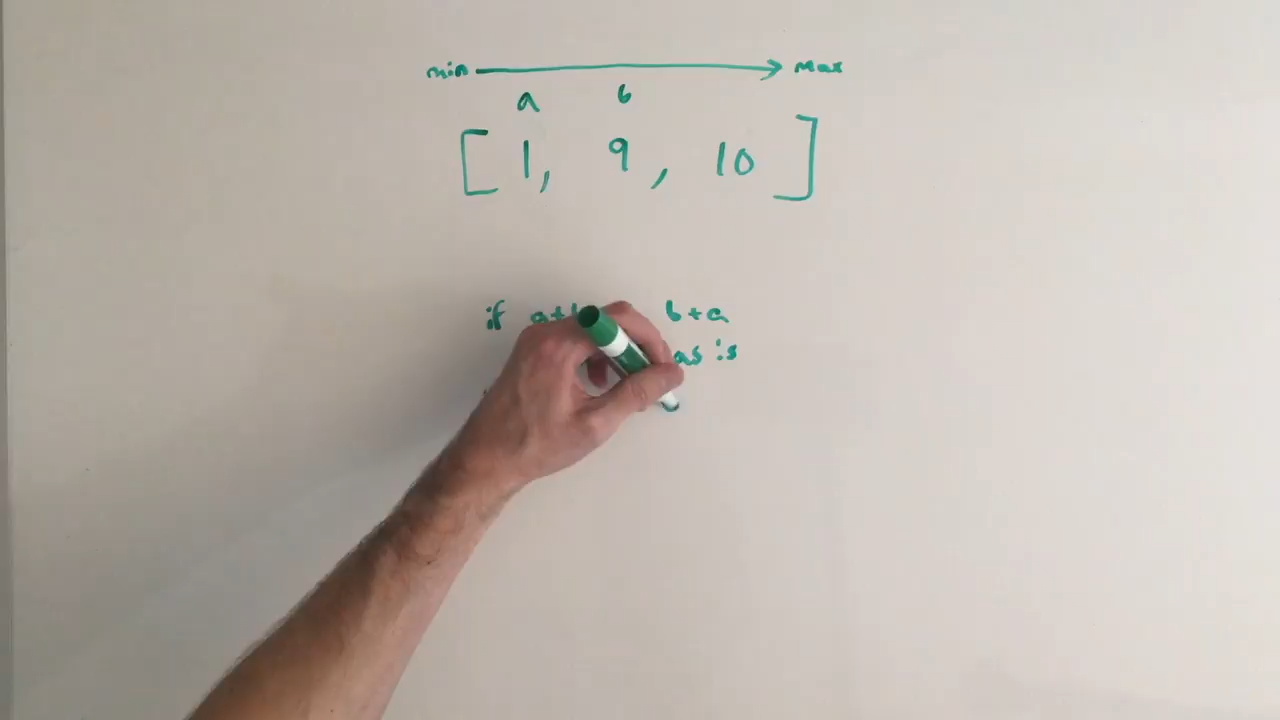 min max
a b
[ 1, 9, 10 ]
if b+a
as is